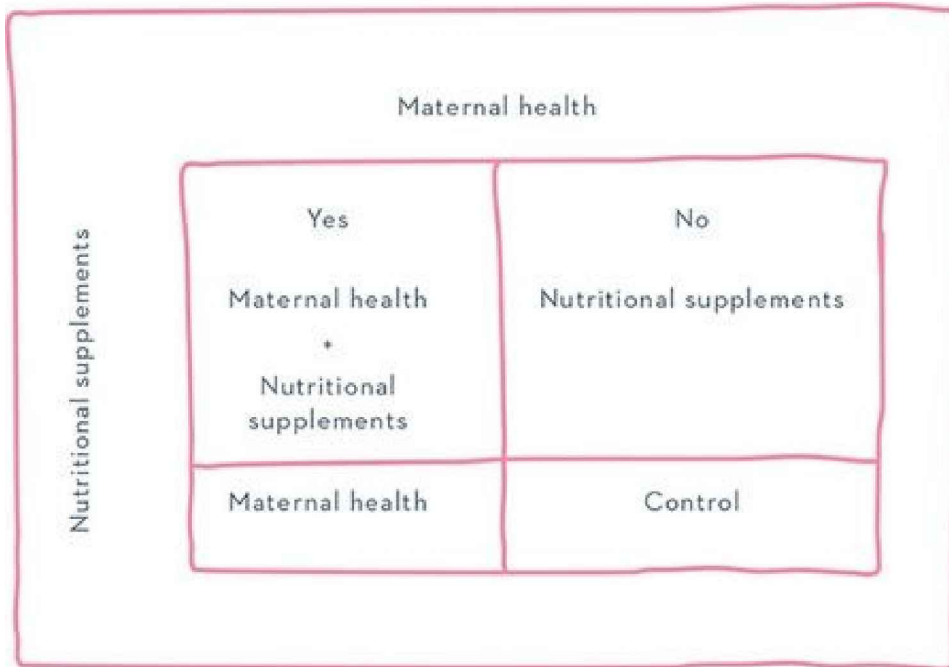 Maternal health
Nutritional supplements
Yes
No
Maternal health
Nutritional supplements
+
Nutritional
supplements
Maternal health
Control